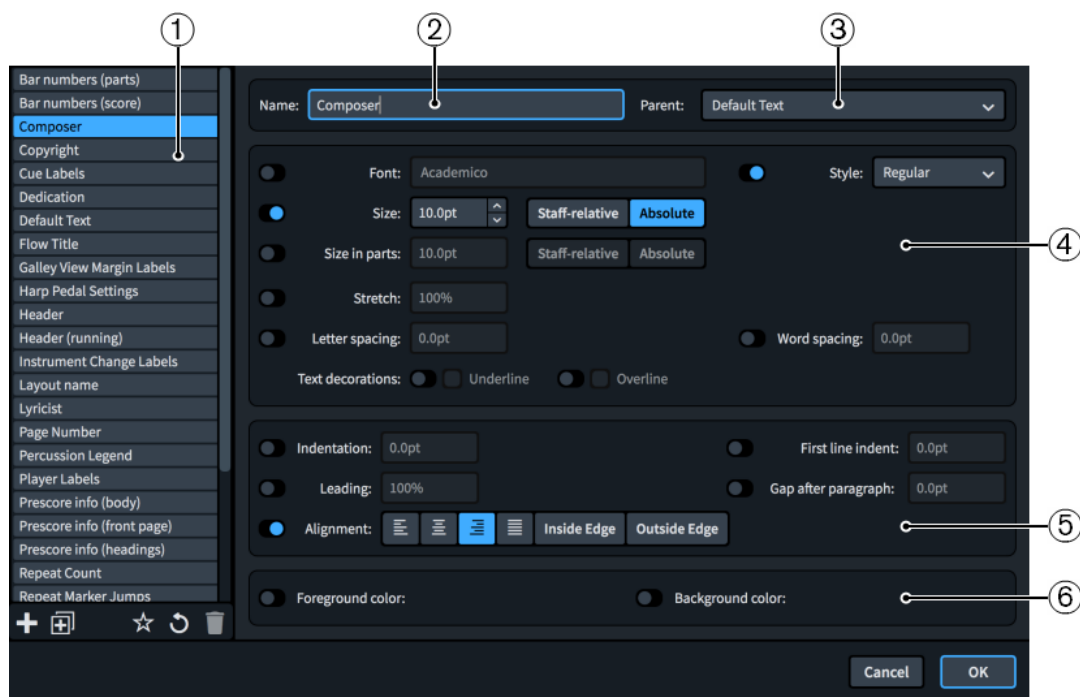 ① ② ③
Bar numbers (parts)
Bar numbers (score)
Composer
Copyright
Cue Labels
Dedication
Default Text
Flow Title
Galley View Margin Labels
Harp Pedal Settings
Header
Header (running)
Instrument Change Labels
Layout name
Lyricist
Page Number
Percussion Legend
Player Labels
Prescore info (body)
Prescore info (front page)
Prescore info (headings)
Repeat Count
Repeat Marker Jumps
Name: Composer Parent: Default Text
Font: Academico Style: Regular
Size: 10.0pt Staff-relative Absolute
④
Size in parts: 10.0pt Staff-relative Absolute
Stretch: 100%
Letter spacing: 0.0pt Word spacing: 0.0pt
Text decorations: Underline Overline
Indentation: 0.0pt First line indent: 0.0pt
Leading: 100% Gap after paragraph: 0.0pt
Alignment: Inside Edge Outside Edge ⑤
Foreground color: Background color: ⑥
Cancel OK